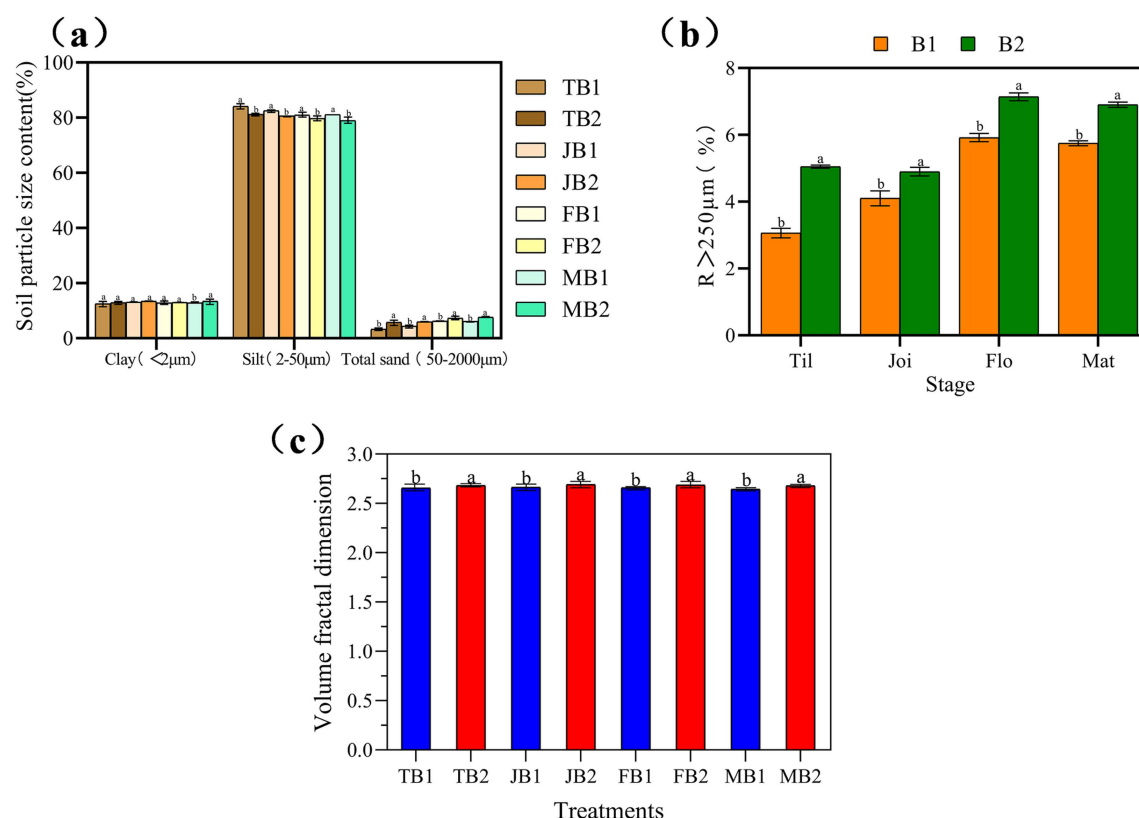 （a）
Soil particle size content(%)
100
80
60
40
20
0
a b a b a b a b
a a a a a a b a
b a b a b a b a
Clay（ <2μm） Silt（ 2-50μm） Total sand（ 50-2000μm）
TB1
TB2
JB1
JB2
FB1
FB2
MB1
MB2
（b）
B1 B2
R >250μm（ %）
8
6
4
2
0
b a b a b a b a
Til Joi Flo Mat
Stage
（c）
Volume fractal dimension
3.0
2.5
2.0
1.5
1.0
0.5
0.0
b a b a b a b a
TB1 TB2 JB1 JB2 FB1 FB2 MB1 MB2
Treatments